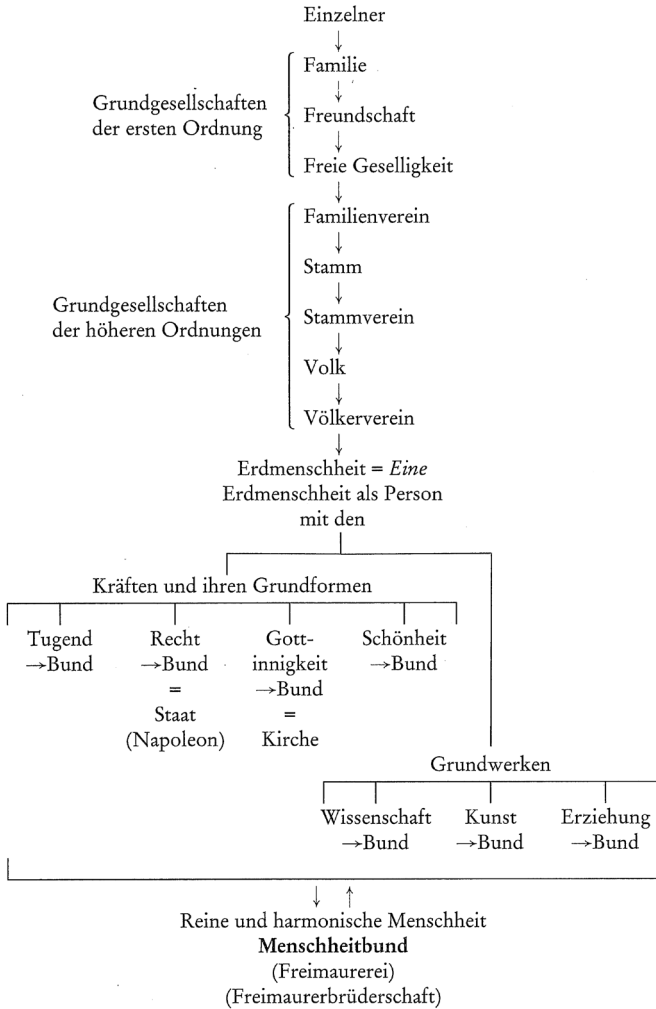 Einzelner
↓
Familie
↓
Grundgesellschaften
der ersten Ordnung
Freundschaft
↓
Freie Geselligkeit
↓
Familienverein
↓
Stamm
↓
Grundgesellschaften
der höheren Ordnungen
Stammverein
↓
Volk
↓
Völkerverein
↓
Erdmenschheit = Eine
Erdmenschheit als Person
mit den
Kräften und ihren Grundformen
Tugend
→Bund
Recht
→Bund
=
Staat
(Napoleon)
Gott-
innigkeit
→Bund
=
Kirche
Schönheit
→Bund
Grundwerken
Wissenschaft
→Bund
Kunst
→Bund
Erziehung
→Bund
↓ ↑
Reine und harmonische Menschheit
Menschheitbund
(Freimaurerei)
(Freimaurerbrüderschaft)